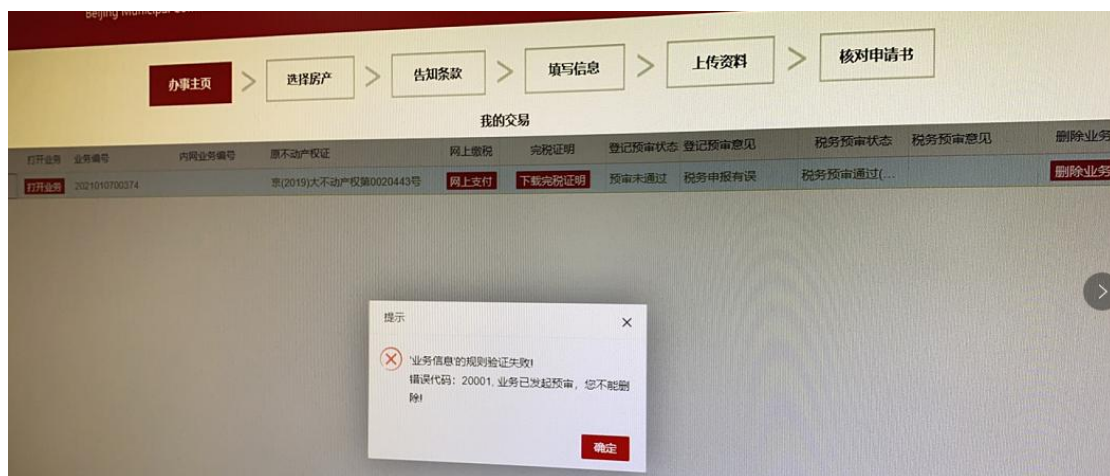 Beijing Municipal
办事主页 > 选择房产 > 告知条款 > 填写信息 > 上传资料 > 核对申请书
我的交易
打开业务 业务编号 内网业务编号 原不动产权证 网上缴税 完税证明 登记预审状态 登记预审意见 税务预审状态 税务预审意见 删除业务
打开业务 2021010700374 京(2019)大不动产权第0020443号 网上支付 下载完税证明 预审未通过 税务申报有误 税务预审通过(... 删除业务
提示 ×
'业务信息'的规则验证失败!
错误代码：20001, 业务已发起预审，您不能删
除!
确定